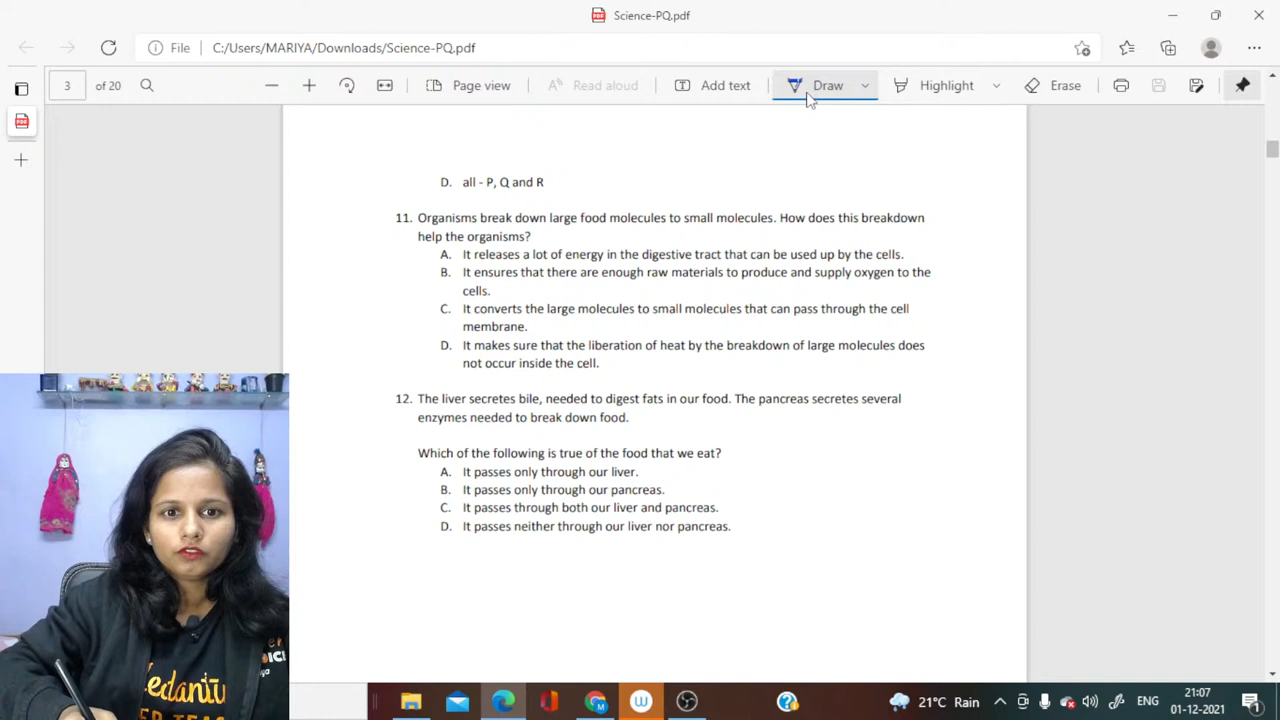 Science-PQ.pdf
File C:/Users/MARIYA/Downloads/Science-PQ.pdf
3 of 20 Page view Read aloud Add text Draw Highlight Erase
D. all - P, Q and R
11. Organisms break down large food molecules to small molecules. How does this breakdown
help the organisms?
A. It releases a lot of energy in the digestive tract that can be used up by the cells.
B. It ensures that there are enough raw materials to produce and supply oxygen to the
cells.
C. It converts the large molecules to small molecules that can pass through the cell
membrane.
D. It makes sure that the liberation of heat by the breakdown of large molecules does
not occur inside the cell.
12. The liver secretes bile, needed to digest fats in our food. The pancreas secretes several
enzymes needed to break down food.
Which of the following is true of the food that we eat?
A. It passes only through our liver.
B. It passes only through our pancreas.
C. It passes through both our liver and pancreas.
D. It passes neither through our liver nor pancreas.
21°C Rain ENG 21:07
01-12-2021